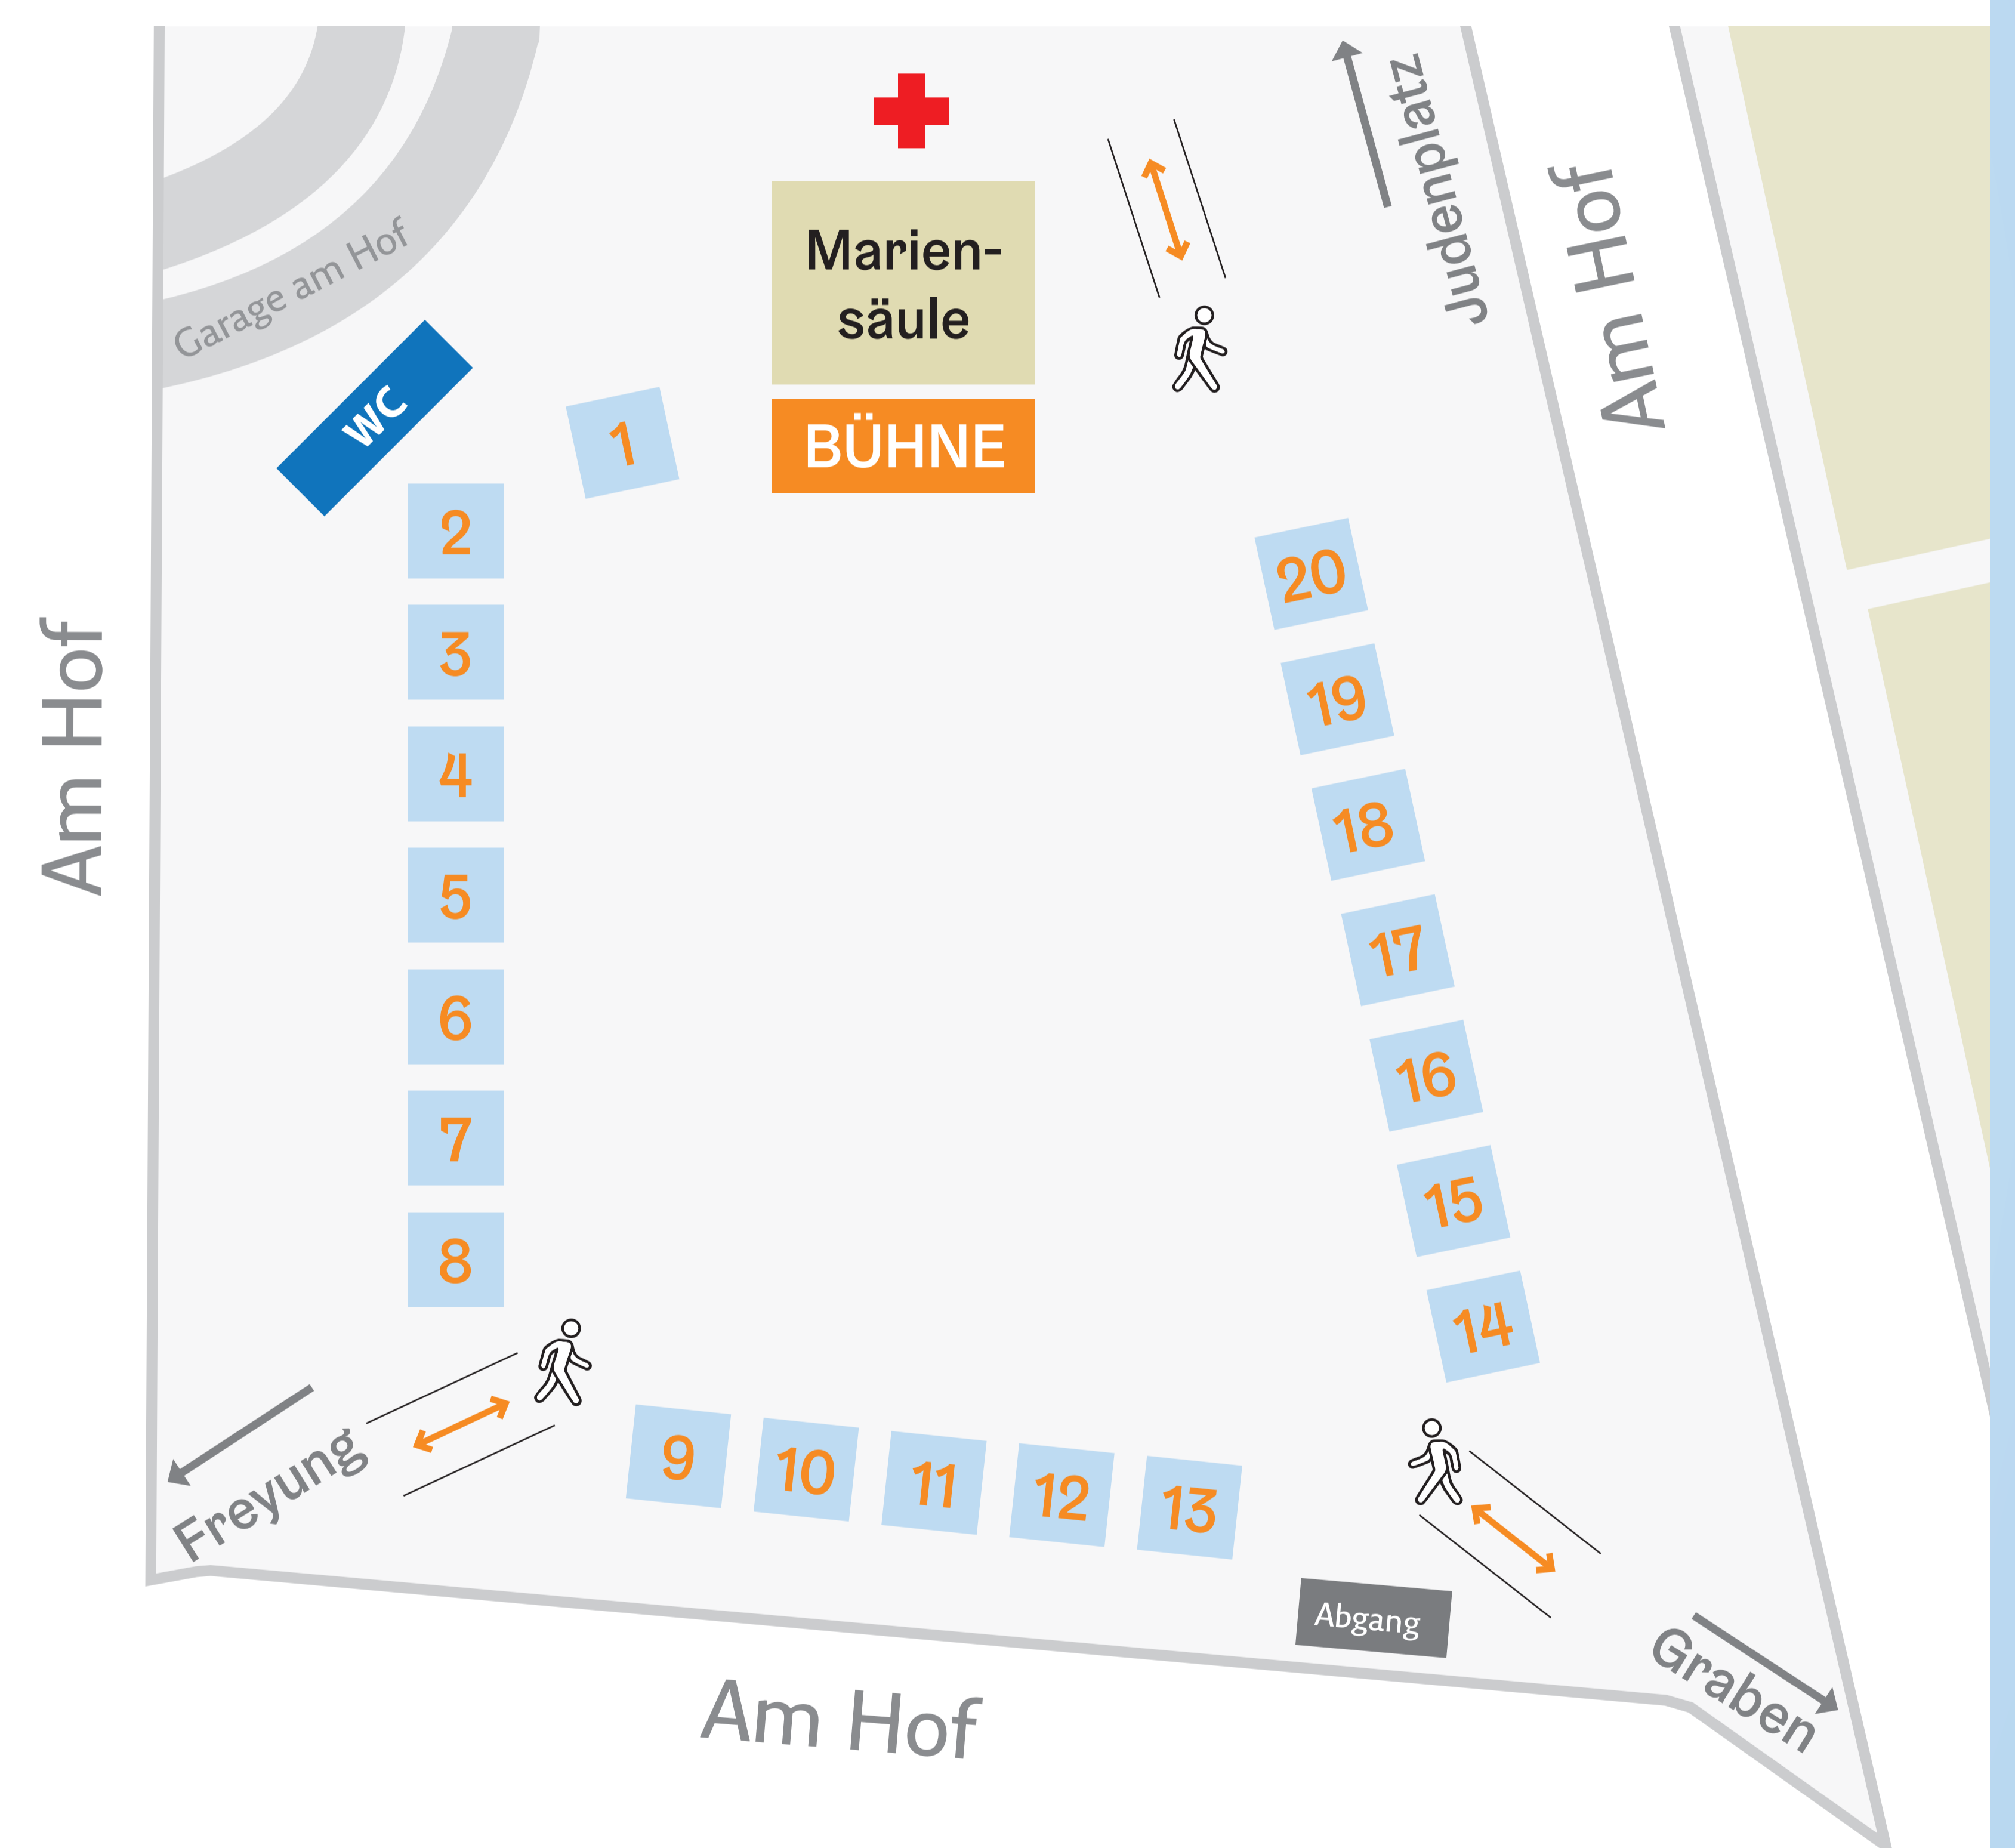 Garage am Hof
Marien-
säule
Judenplatz
Am Hof
WC
1
BÜHNE
2
3
4
5
6
7
8
20
19
18
17
16
15
14
Am Hof
Freyung
9
10
11
12
13
Abgang
Graben
Am Hof